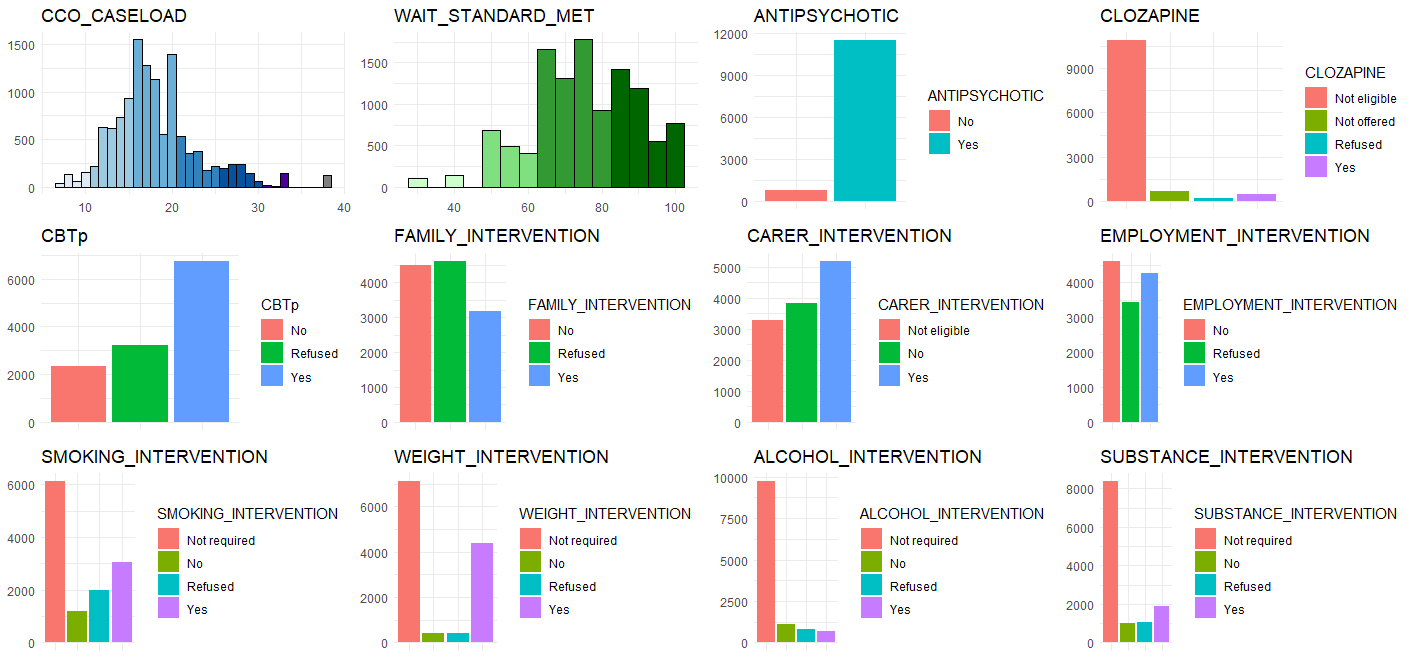 CCO_CASELOAD
1500
1000
500
0
10 20 30 40
WAIT_STANDARD_MET
1500
1000
500
0
40 60 80 100
ANTIPSYCHOTIC
12000
9000
6000
3000
0
ANTIPSYCHOTIC
No
Yes
CLOZAPINE
9000
6000
3000
0
CLOZAPINE
Not eligible
Not offered
Refused
Yes
CBTp
6000
4000
2000
0
CBTp
No
Refused
Yes
FAMILY_INTERVENTION
4000
3000
2000
1000
0
FAMILY_INTERVENTION
No
Refused
Yes
CARER_INTERVENTION
5000
4000
3000
2000
1000
0
CARER_INTERVENTION
Not eligible
No
Yes
EMPLOYMENT_INTERVENTION
4000
3000
2000
1000
0
EMPLOYMENT_INTERVENTION
No
Refused
Yes
SMOKING_INTERVENTION
6000
4000
2000
0
SMOKING_INTERVENTION
Not required
No
Refused
Yes
WEIGHT_INTERVENTION
6000
4000
2000
0
WEIGHT_INTERVENTION
Not required
No
Refused
Yes
ALCOHOL_INTERVENTION
10000
7500
5000
2500
0
ALCOHOL_INTERVENTION
Not required
No
Refused
Yes
SUBSTANCE_INTERVENTION
8000
6000
4000
2000
0
SUBSTANCE_INTERVENTION
Not required
No
Refused
Yes